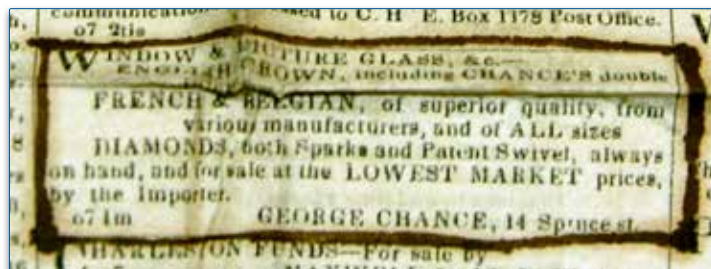 communication ssed to C. H E. Box 1178 Post Office.
o7 2tis
WINDOW & PICTURE GLASS, &c.—
ENGLISH CROWN, including CHANCE'S double
FRENCH & BELGIAN, of superior quality, from
various manufacturers, and of ALL sizes
DIAMONDS, both Sparks and Patent Swivel, always
on hand, and for sale at the LOWEST MARKET prices,
by the Importer.
o7 1m GEORGE CHANCE, 14 Spruce st.
CHARLESTON FUNDS—For sale by